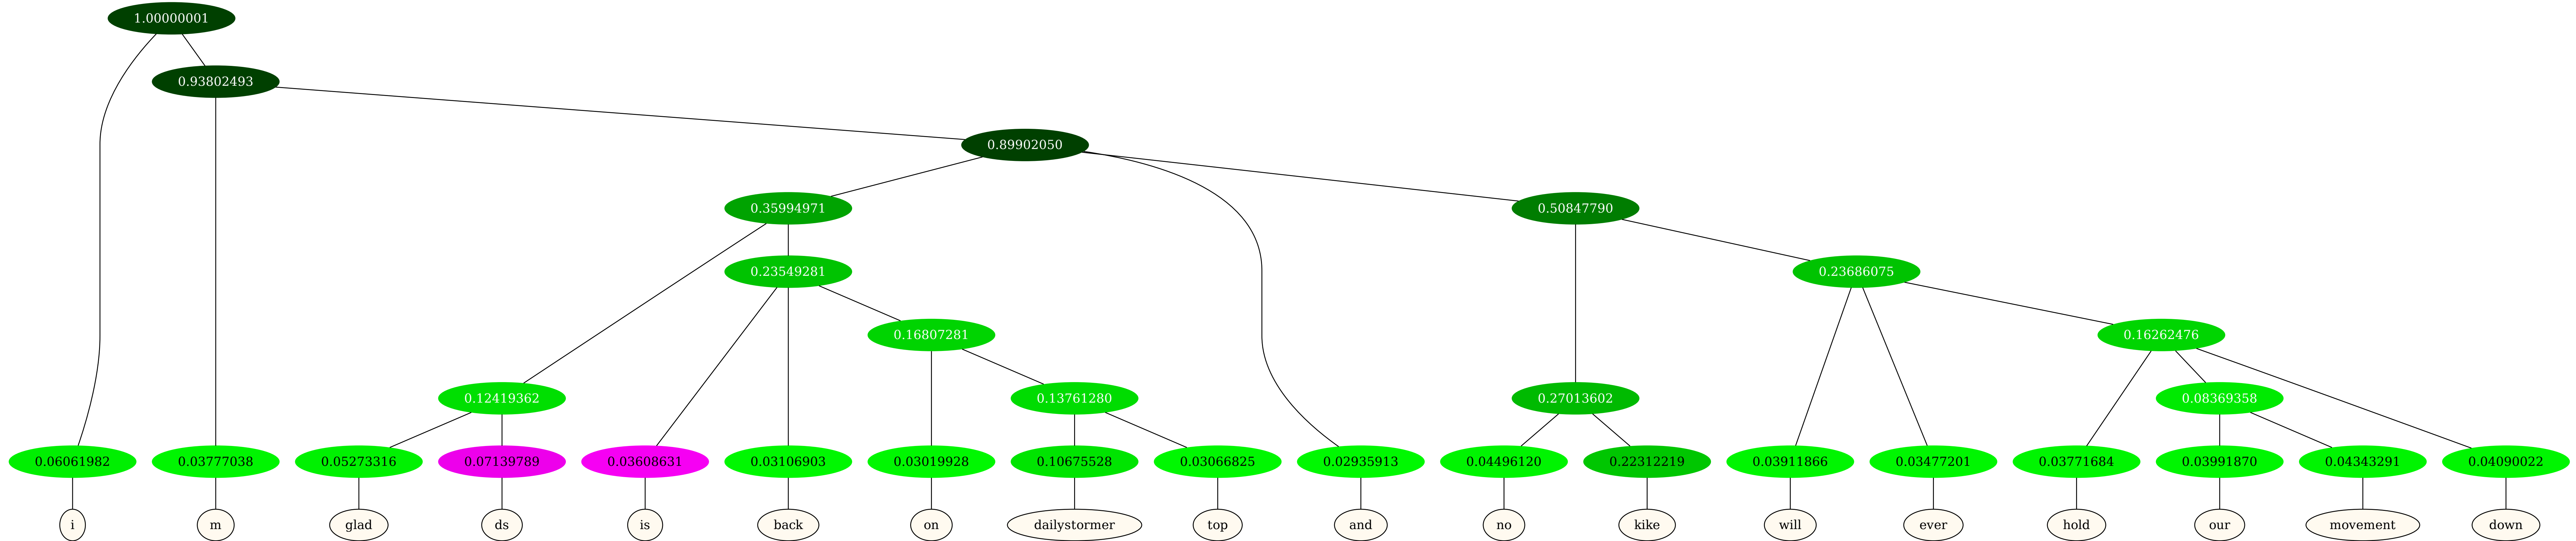 1.00000001
0.93802493
0.89902050
0.35994971 0.50847790
0.23549281 0.23686075
0.16807281 0.16262476
0.12419362 0.13761280 0.27013602 0.08369358
0.06061982 0.03777038 0.05273316 0.07139789 0.03608631 0.03106903 0.03019928 0.10675528 0.03066825 0.02935913 0.04496120 0.22312219 0.03911866 0.03477201 0.03771684 0.03991870 0.04343291 0.04090022
i m glad ds is back on dailystormer top and no kike will ever hold our movement down